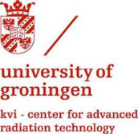 university of
groningen
kvi - center for advanced
radiation technology